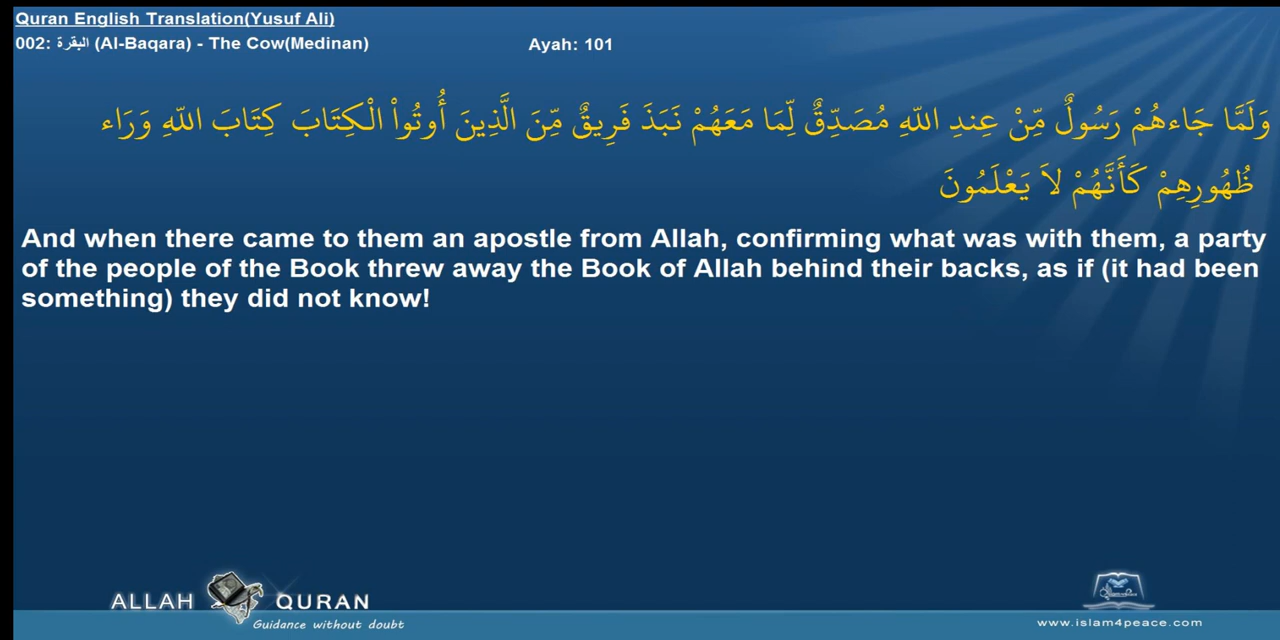 Quran English Translation(Yusuf Ali)
002: البقرة (Al-Baqara) - The Cow(Medinan) Ayah: 101
وَلَمَّا جَاءهُمْ رَسُولٌ مِّنْ عِندِ اللّهِ مُصَدِّقٌ لِّمَا مَعَهُمْ نَبَذَ فَرِيقٌ مِّنَ الَّذِينَ أُوتُواْ الْكِتَابَ كِتَابَ اللّهِ وَرَاء
ظُهُورِهِمْ كَأَنَّهُمْ لاَ يَعْلَمُونَ
And when there came to them an apostle from Allah, confirming what was with them, a party
of the people of the Book threw away the Book of Allah behind their backs, as if (it had been
something) they did not know!
ALLAH QURAN
Guidance without doubt
www.islam4peace.com